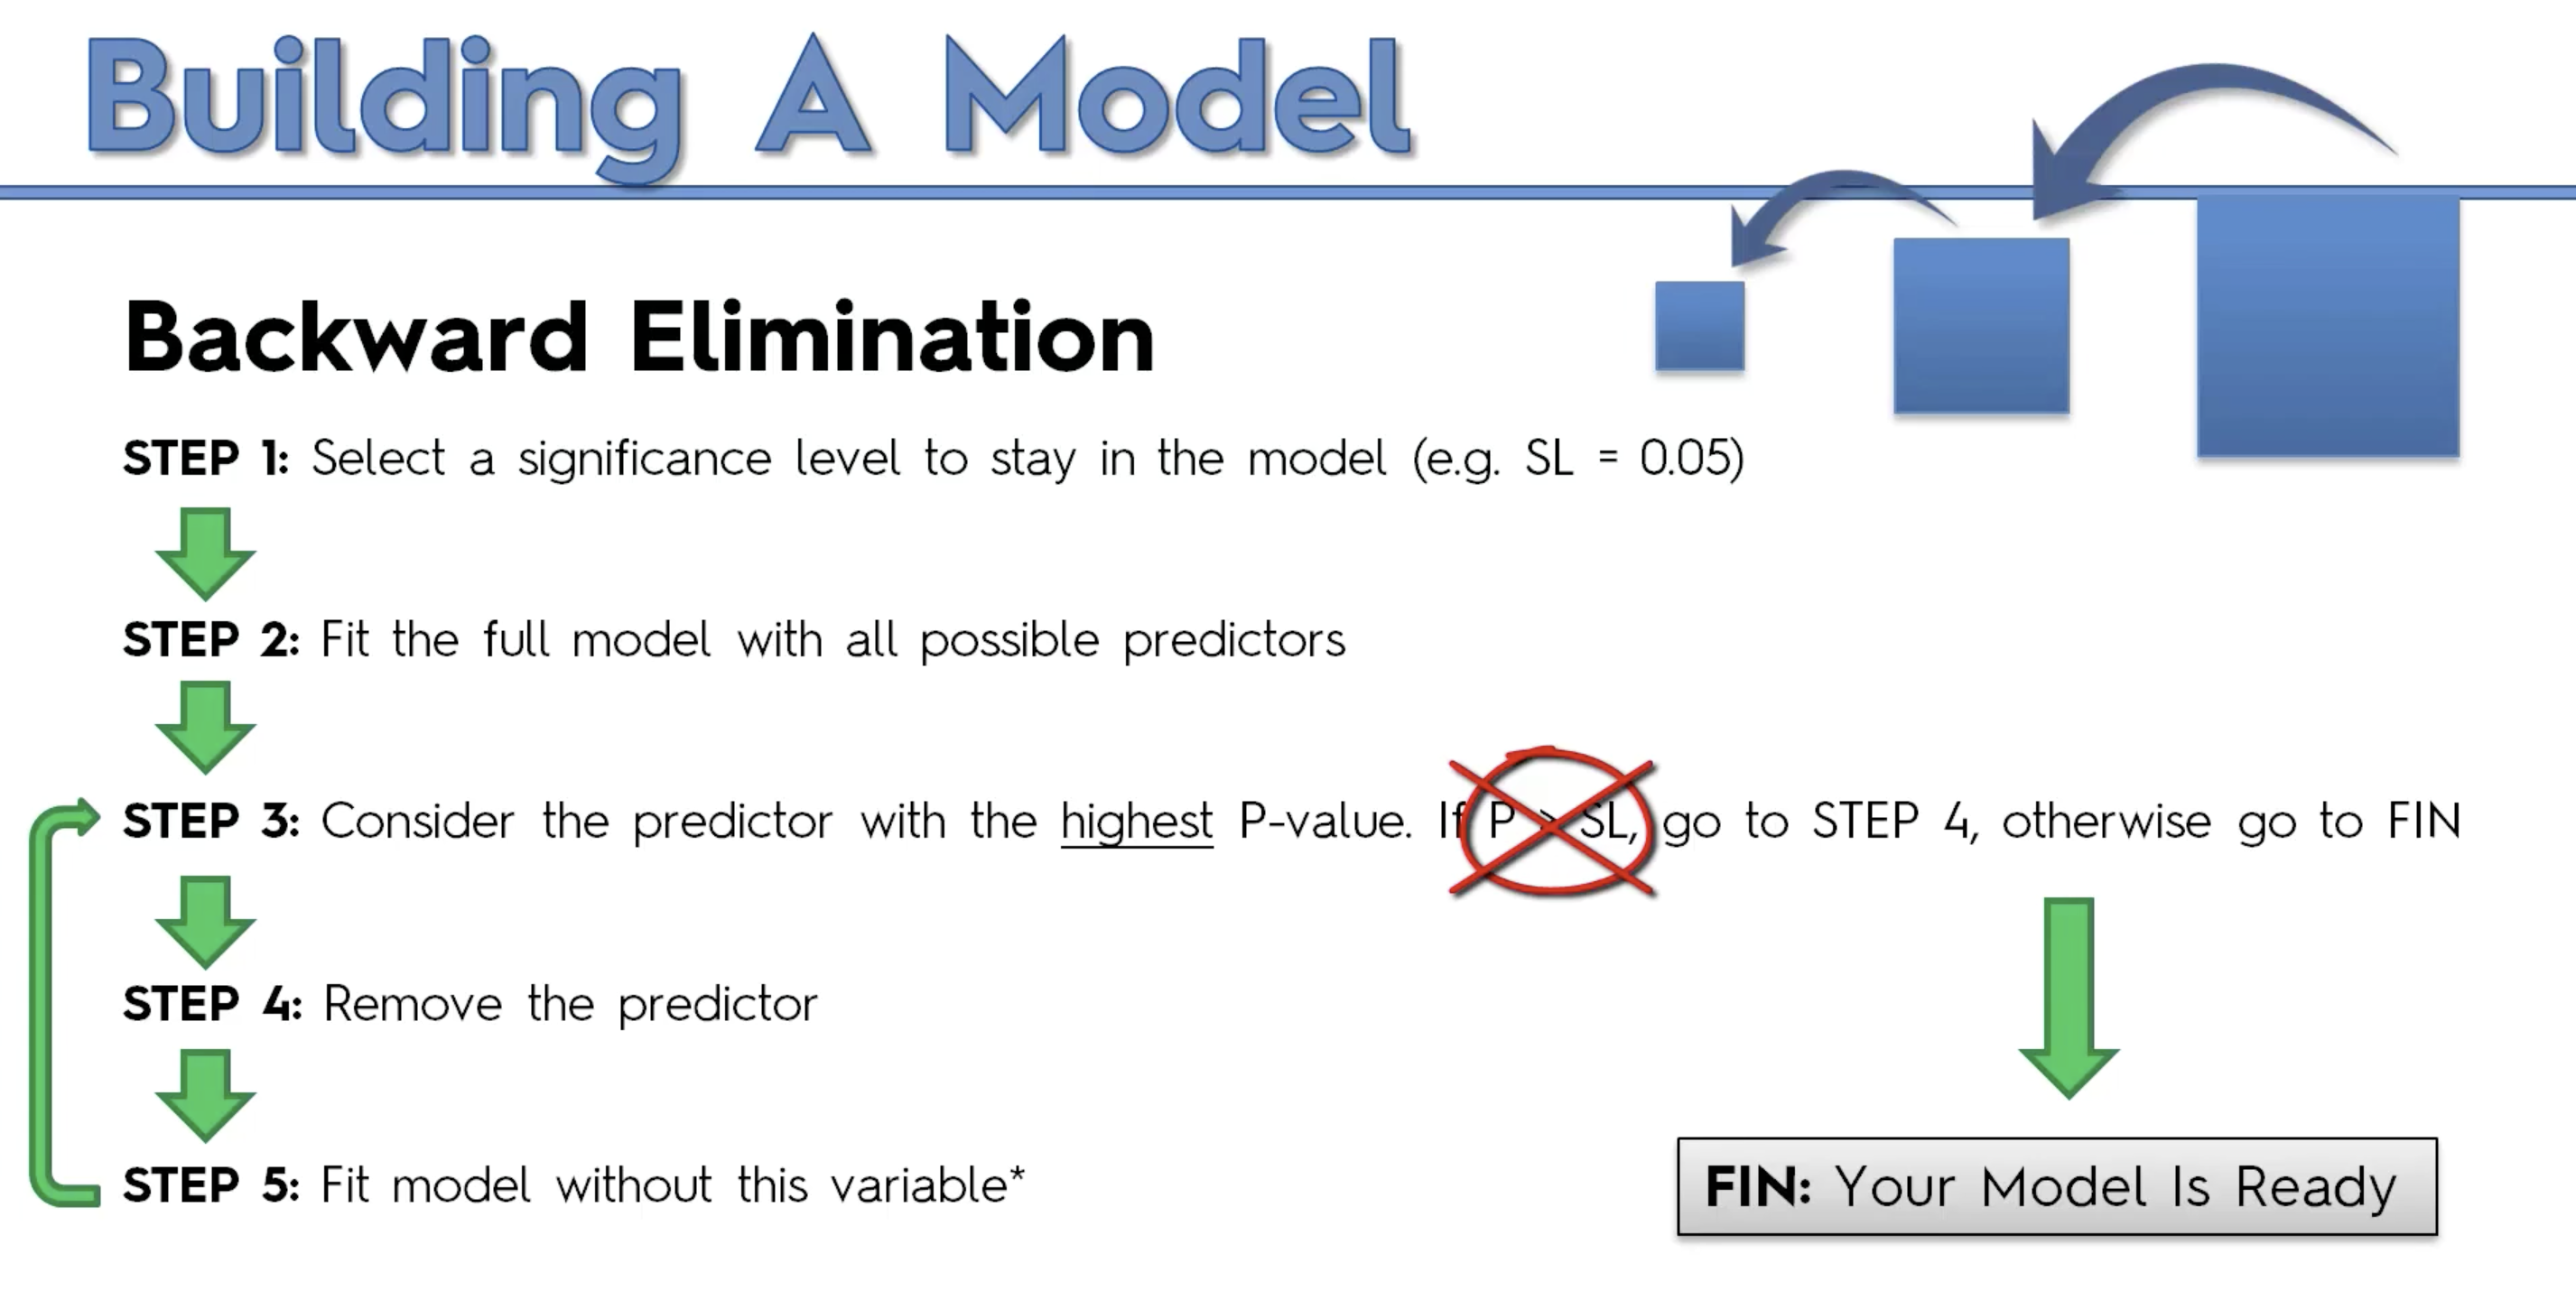 Building A Model
Backward Elimination
STEP 1: Select a significance level to stay in the model (e.g. SL = 0.05)
STEP 2: Fit the full model with all possible predictors
STEP 3: Consider the predictor with the highest P-value. If P > SL, go to STEP 4, otherwise go to FIN
STEP 4: Remove the predictor
STEP 5: Fit model without this variable*
FIN: Your Model Is Ready